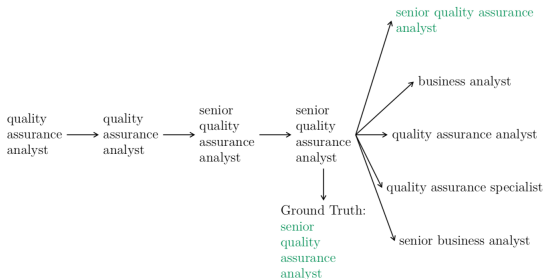 quality
assurance
analyst
quality
assurance
analyst
senior
quality
assurance
analyst
senior
quality
assurance
analyst
senior quality assurance
analyst
business analyst
quality assurance analyst
quality assurance specialist
senior business analyst
Ground Truth:
senior
quality
assurance
analyst